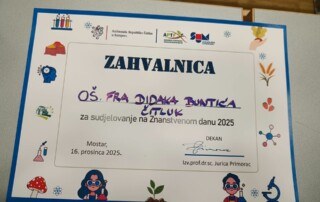 SUM
ZAHVALNICA
OŠ. FRA DIDAKA BUNTIĆA
ČITLUK
za sudjelovanje na Znanstvenom danu 2025
Mostar,
16. prosinca 2025.
DEKAN
Izv.prof.dr.sc. Jurica Primorac